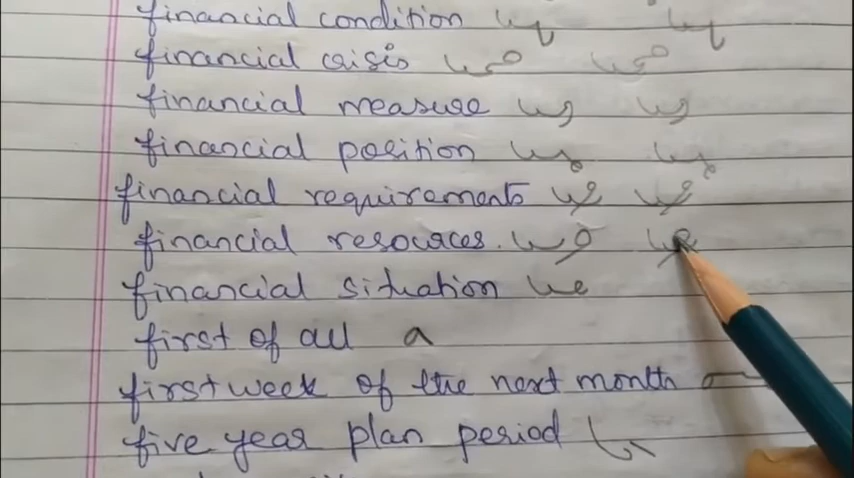 financial condition
financial crisis
financial measure
financial position
financial requirements
financial resources.
financial situation
first of all
first week of the next month
five year plan period